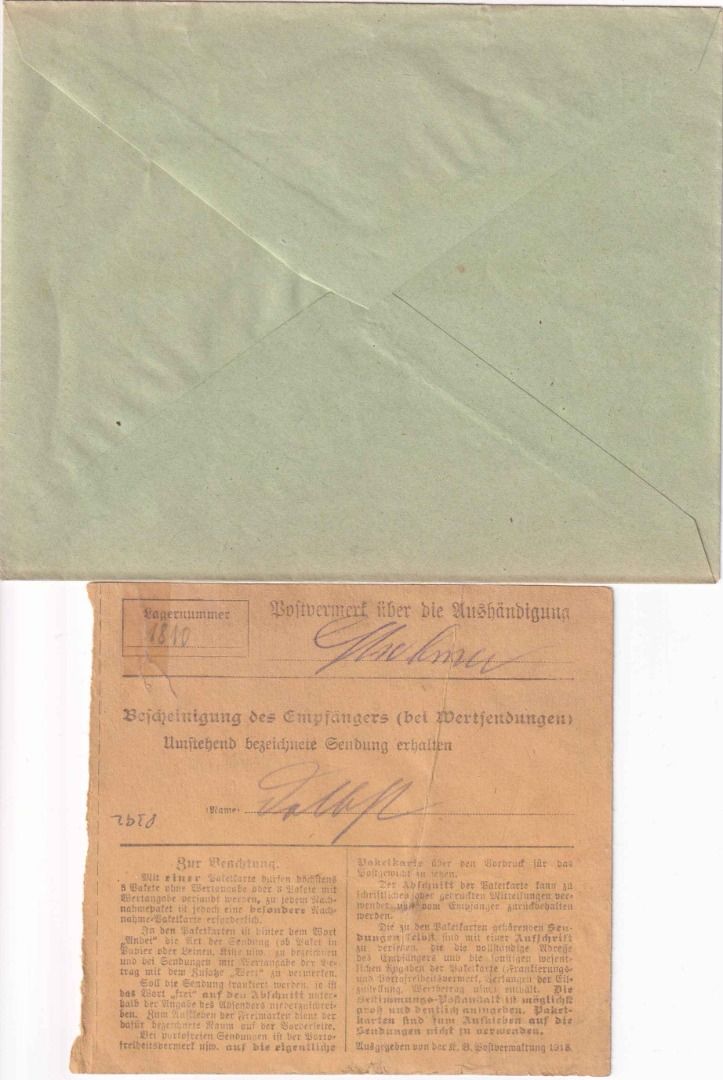 Lagernummer
1810
Postvermerk über die Aushändigung
Bescheinigung des Empfängers (bei Wertsendungen)
Umstehend bezeichnete Sendung erhalten
(Name)
Zur Beachtung.
Mit einer Paketkarte dürfen höchstens
3 Pakete ohne Wertangabe oder 3 Pakete mit
Wertangabe versandt werden, zu jedem Nach-
nahmepaket ist jedoch eine besondere Nach-
nahme-Paketkarte erforderlich.
In den Paketkarten ist hinter dem Wort
„Anbei“ die Art der Sendung (ob Paket in
Papier oder Leinen, Kiste usw. zu bezeichnen
und bei Sendungen mit Wertangabe der Be-
trag mit dem Zusatze „Wert“ zu vermerken.
Soll die Sendung frankiert werden, so ist
das Wort „frei“ auf den Abschnitt unter-
halb der Angabe des Absenders niederzuschreiben.
Zum Aufkleben der Freimarken dient der
dafür bezeichnete Raum auf der Vorderseite.
Bei portofreien Sendungen ist der Porto-
freiheitsvermerk usw. auf die eigentliche
Paketkarte über den Vordruck für das
Postgewicht zu setzen.
Der Abschnitt der Paketkarte kann zu
schriftlichen oder gedruckten Mitteilungen ver-
wendet und vom Empfänger zurückbehalten
werden.
Die zu den Paketkarten gehörenden Sen-
dungen selbst sind mit einer Aufschrift
zu versehen, die die vollständige Adresse
des Empfängers und die sonstigen wesent-
lichen Angaben der Paketkarte (Frankierungs-
und Portofreiheitsvermerk, Verlangen der Eil-
zustellung, Wertbetrag usw.) enthält. Die
Bestimmungs-Postanstalt ist möglichst
groß und deutlich anzugeben. Paket-
karten sind zum Aufkleben auf die
Sendungen nicht zu verwenden.
Ausgegeben von der K. B. Postverwaltung 1918.